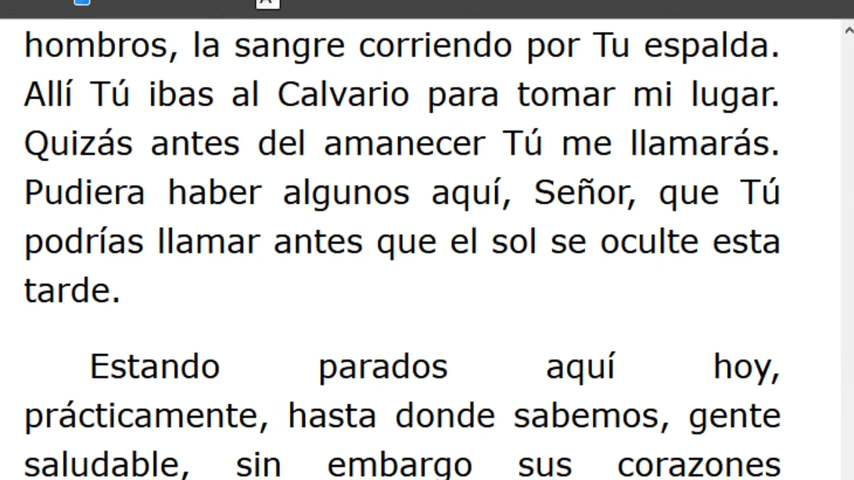 hombros, la sangre corriendo por Tu espalda.
Allí Tú ibas al Calvario para tomar mi lugar.
Quizás antes del amanecer Tú me llamarás.
Pudiera haber algunos aquí, Señor, que Tú
podrías llamar antes que el sol se oculte esta
tarde.
Estando parados aquí hoy,
prácticamente, hasta donde sabemos, gente
saludable, sin embargo sus corazones